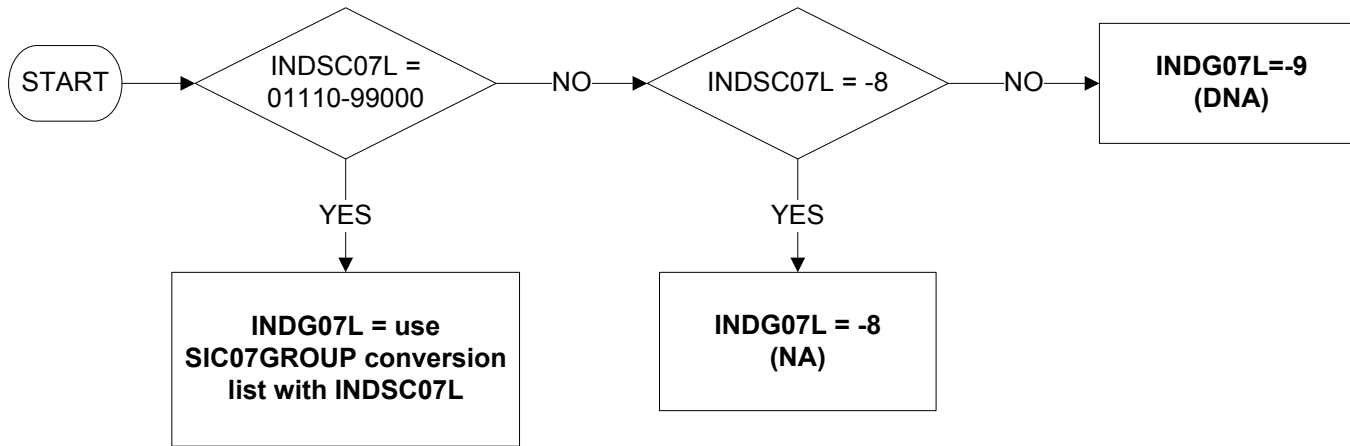 START
INDSC07L =
01110-99000
NO
INDSC07L = -8
NO
INDG07L=-9
(DNA)
YES
YES
INDG07L = use
SIC07GROUP conversion
list with INDSC07L
INDG07L = -8
(NA)